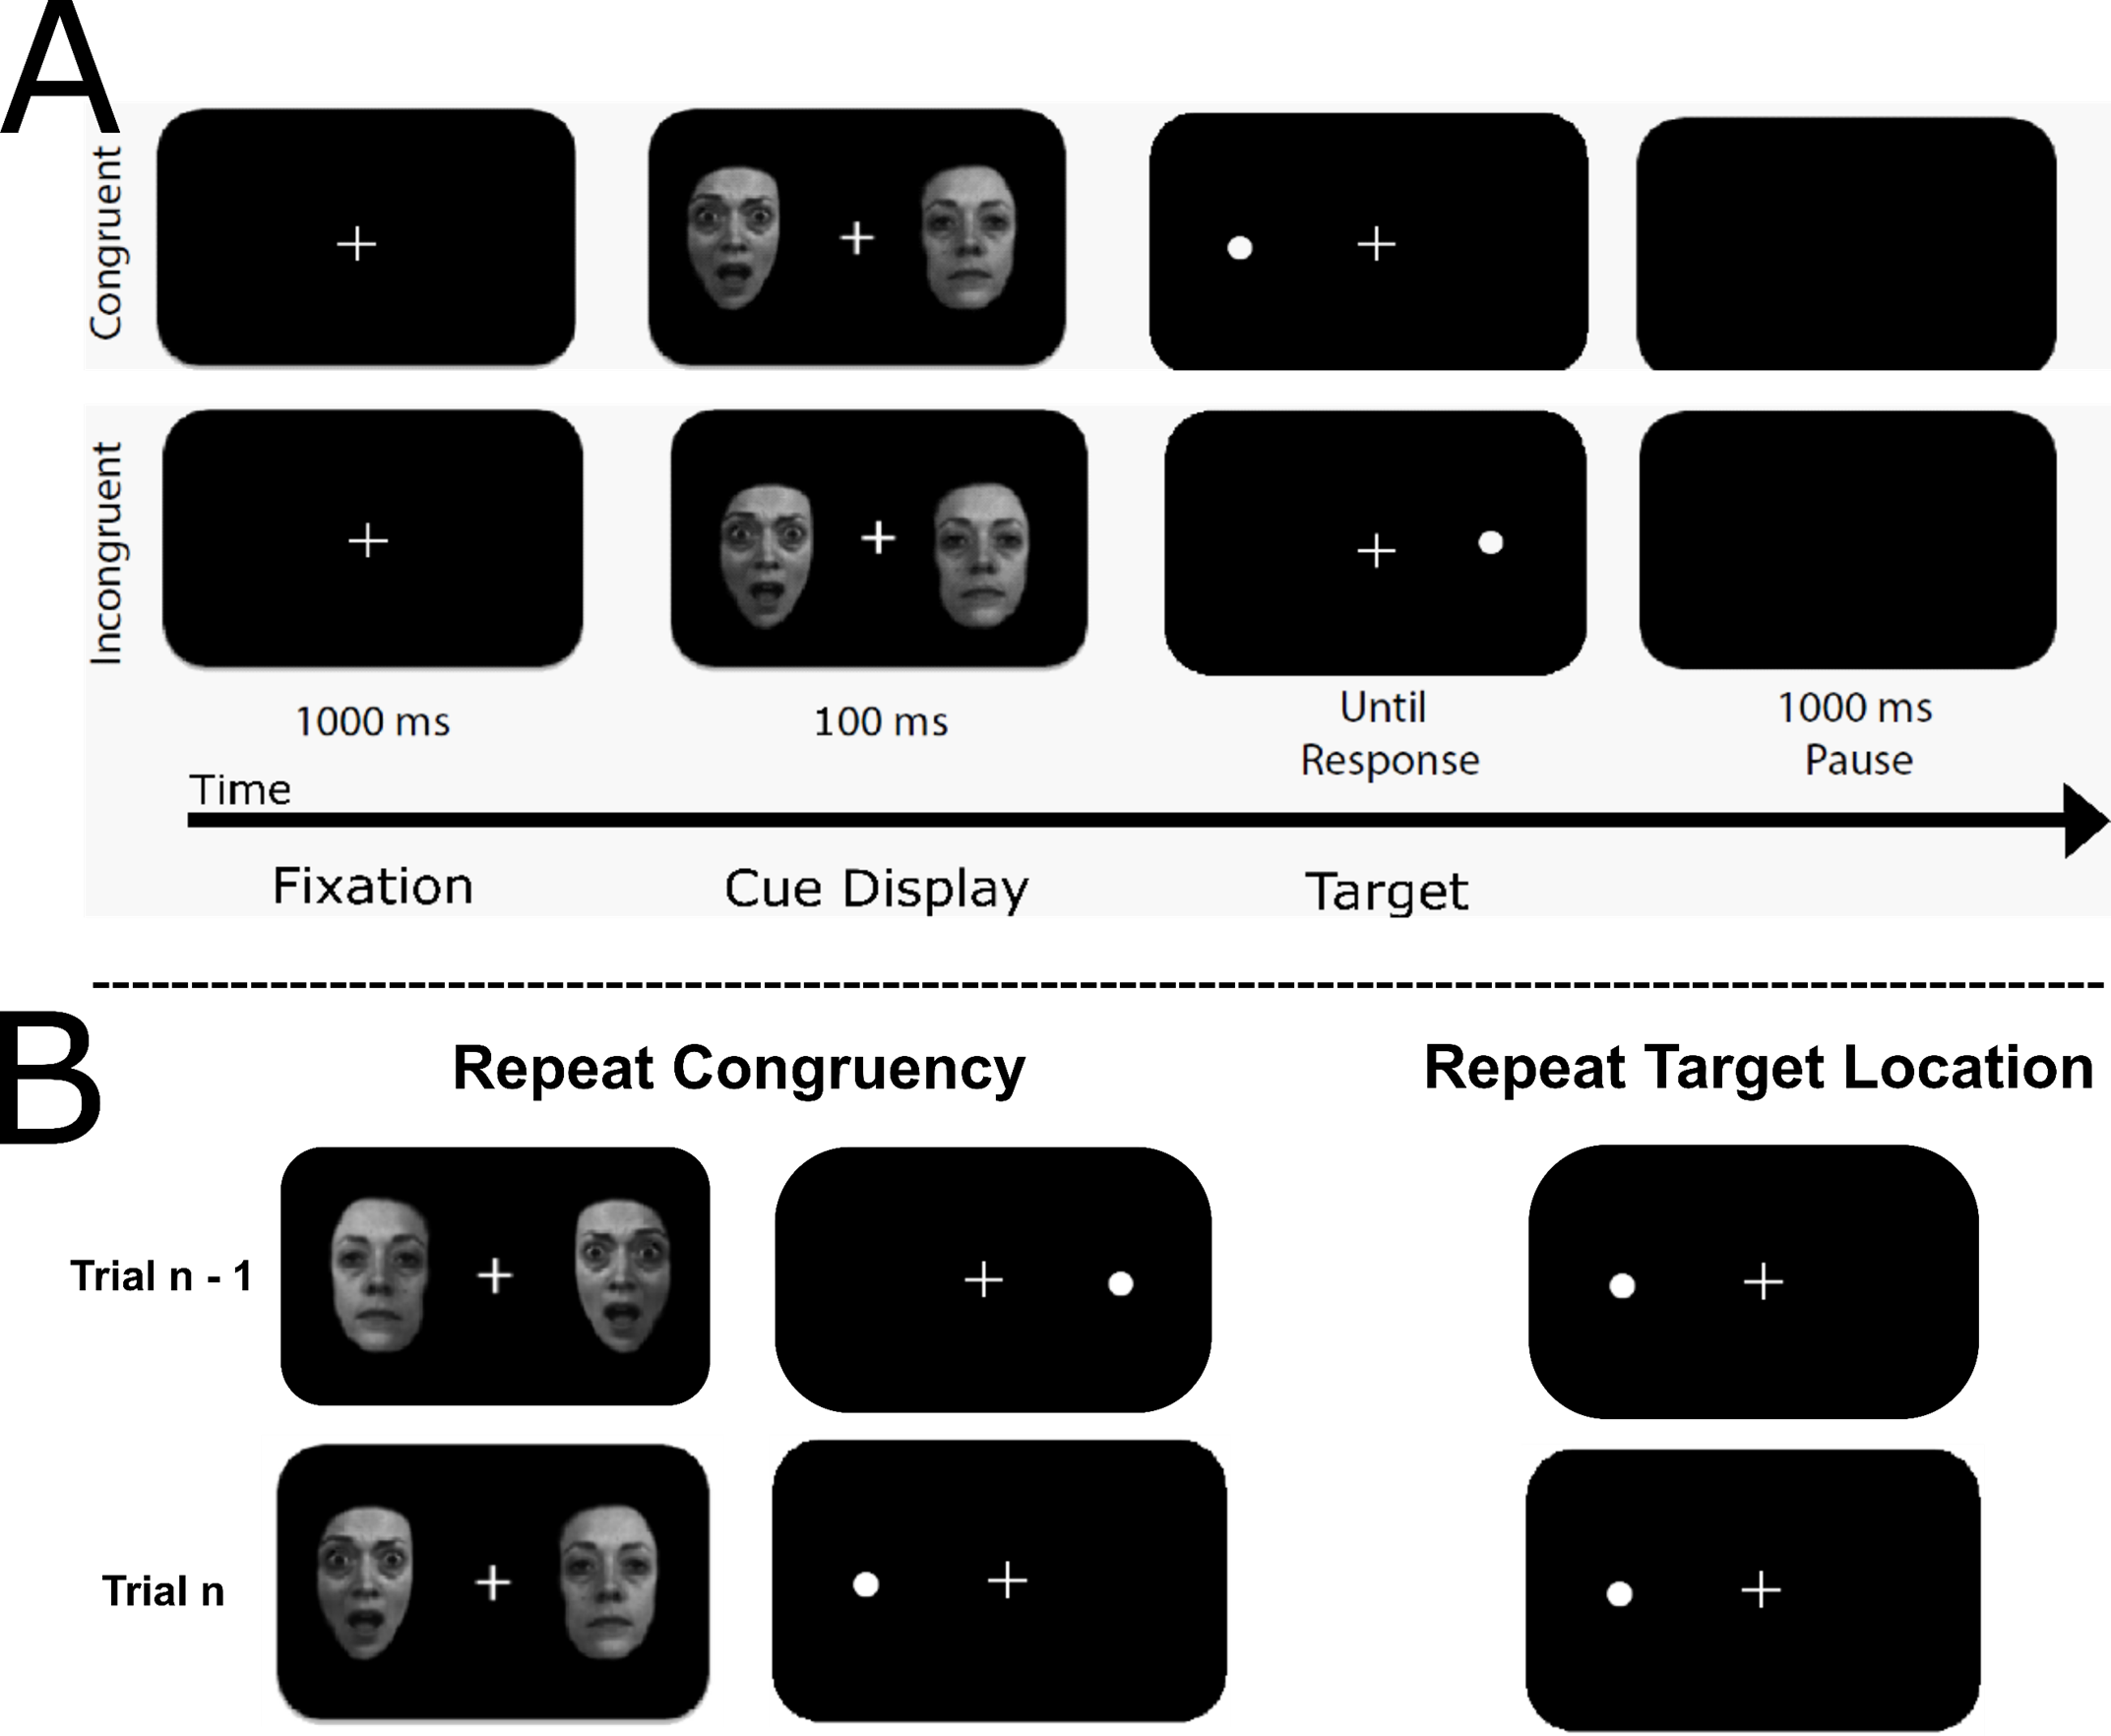 A
Congruent
Incongruent
1000 ms
100 ms
Until
Response
1000 ms
Pause
Time
Fixation
Cue Display
Target
B
Repeat Congruency
Repeat Target Location
Trial n - 1
Trial n